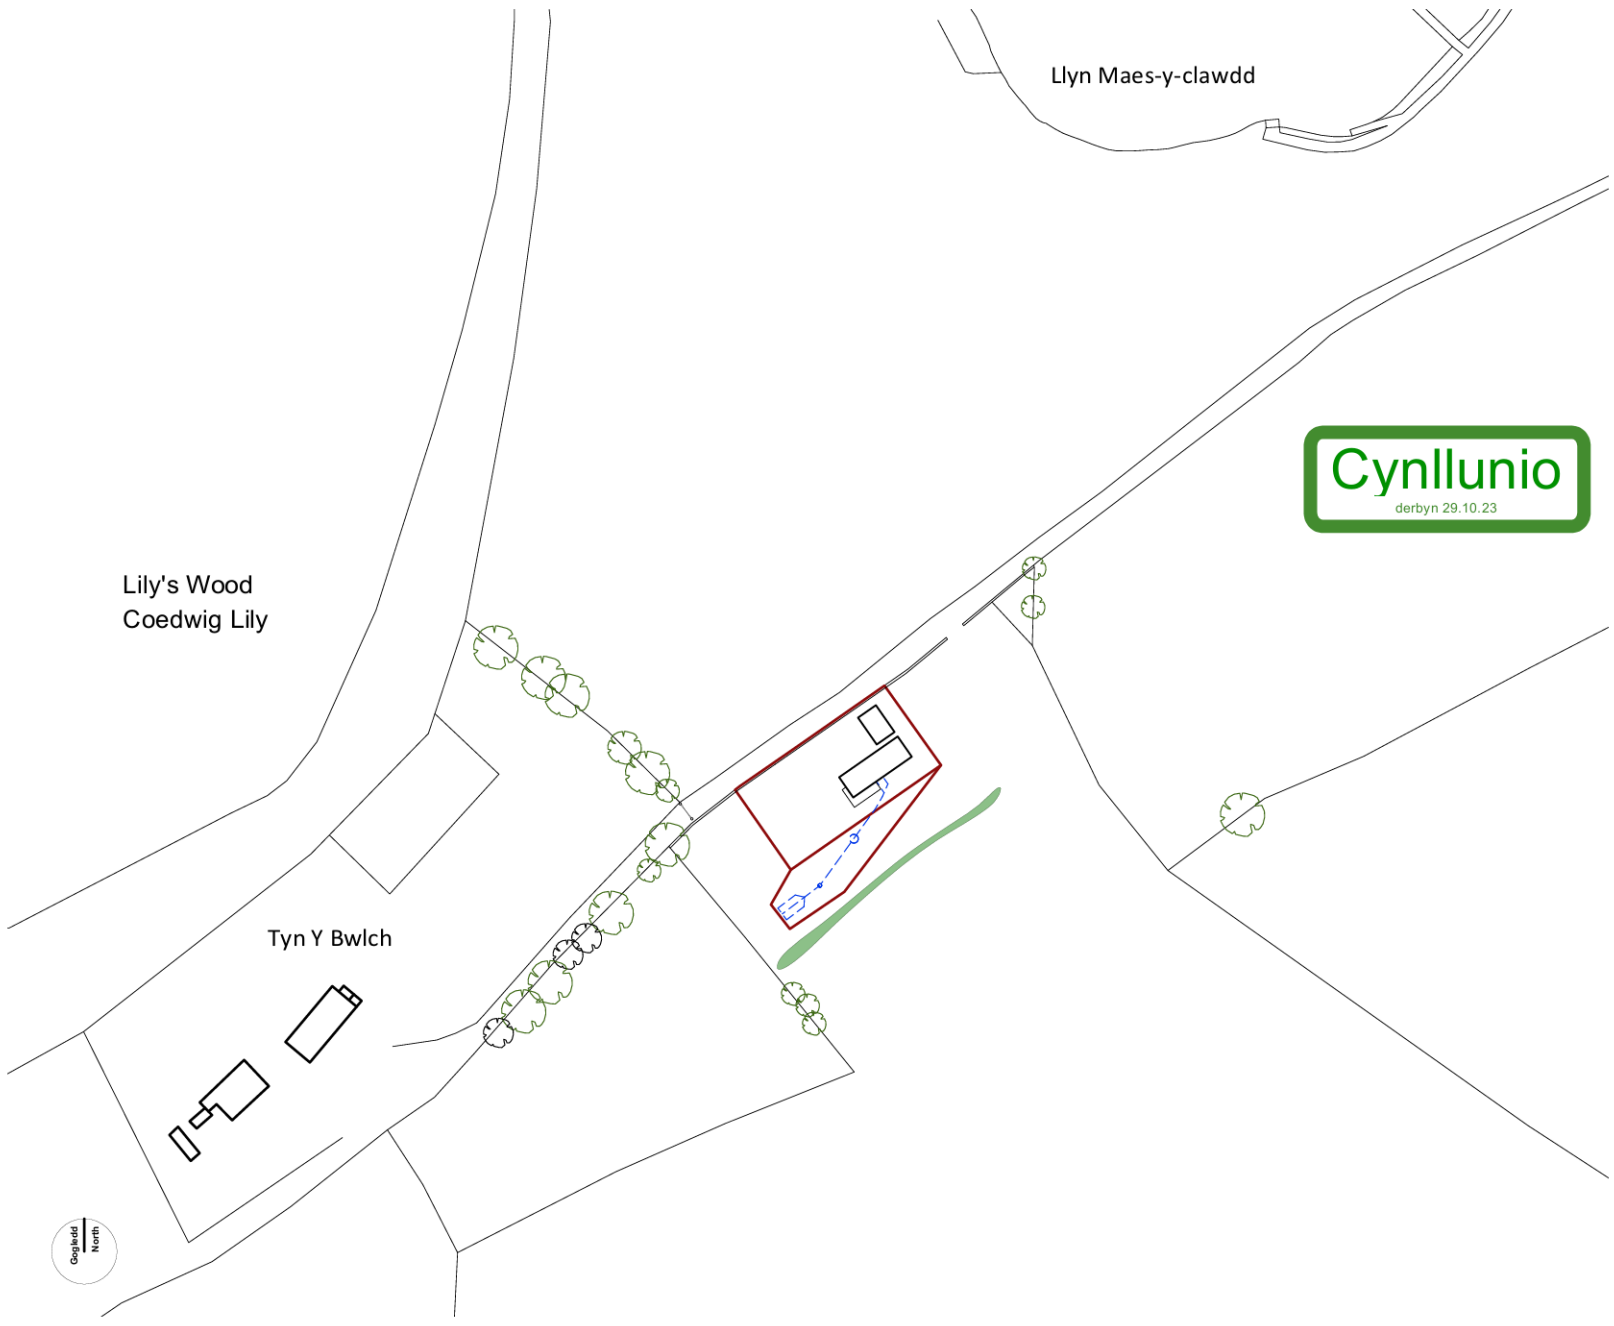 Llyn Maes-y-clawdd
Cynllunio
derbyn 29.10.23
Lily's Wood
Coedwig Lily
Tyn Y Bwlch
Gogledd
North